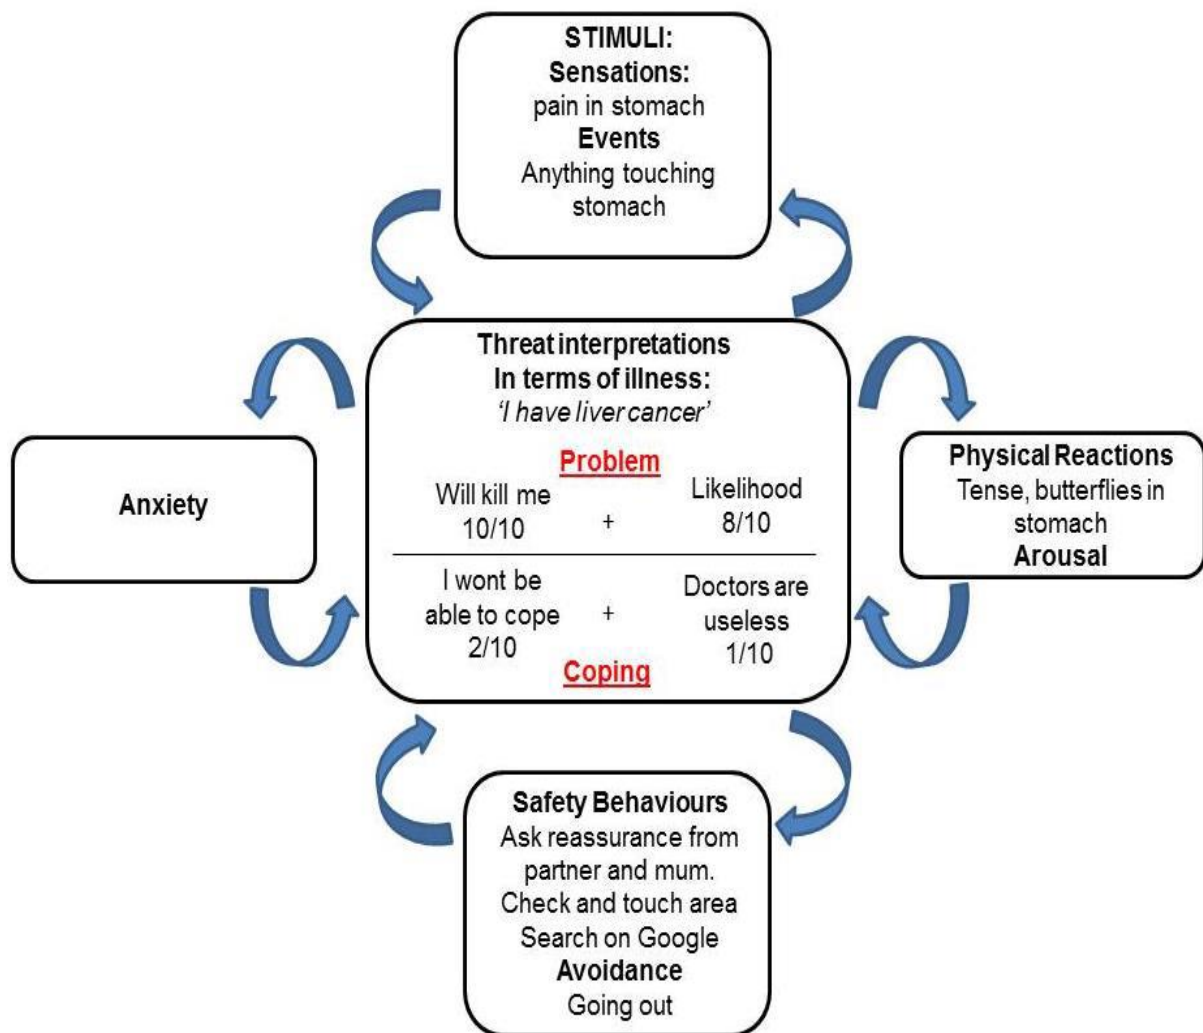 STIMULI:
Sensations:
pain in stomach
Events
Anything touching
stomach
Threat interpretations
In terms of illness:
'I have liver cancer'
Problem
Will kill me
10/10
+
Likelihood
8/10
I wont be
able to cope
2/10
+
Doctors are
useless
1/10
Coping
Anxiety
Physical Reactions
Tense, butterflies in
stomach
Arousal
Safety Behaviours
Ask reassurance from
partner and mum.
Check and touch area
Search on Google
Avoidance
Going out